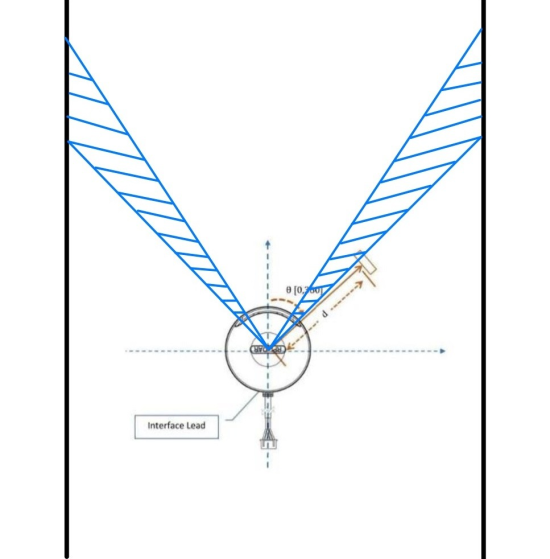 θ [0,360]
d
Interface Lead